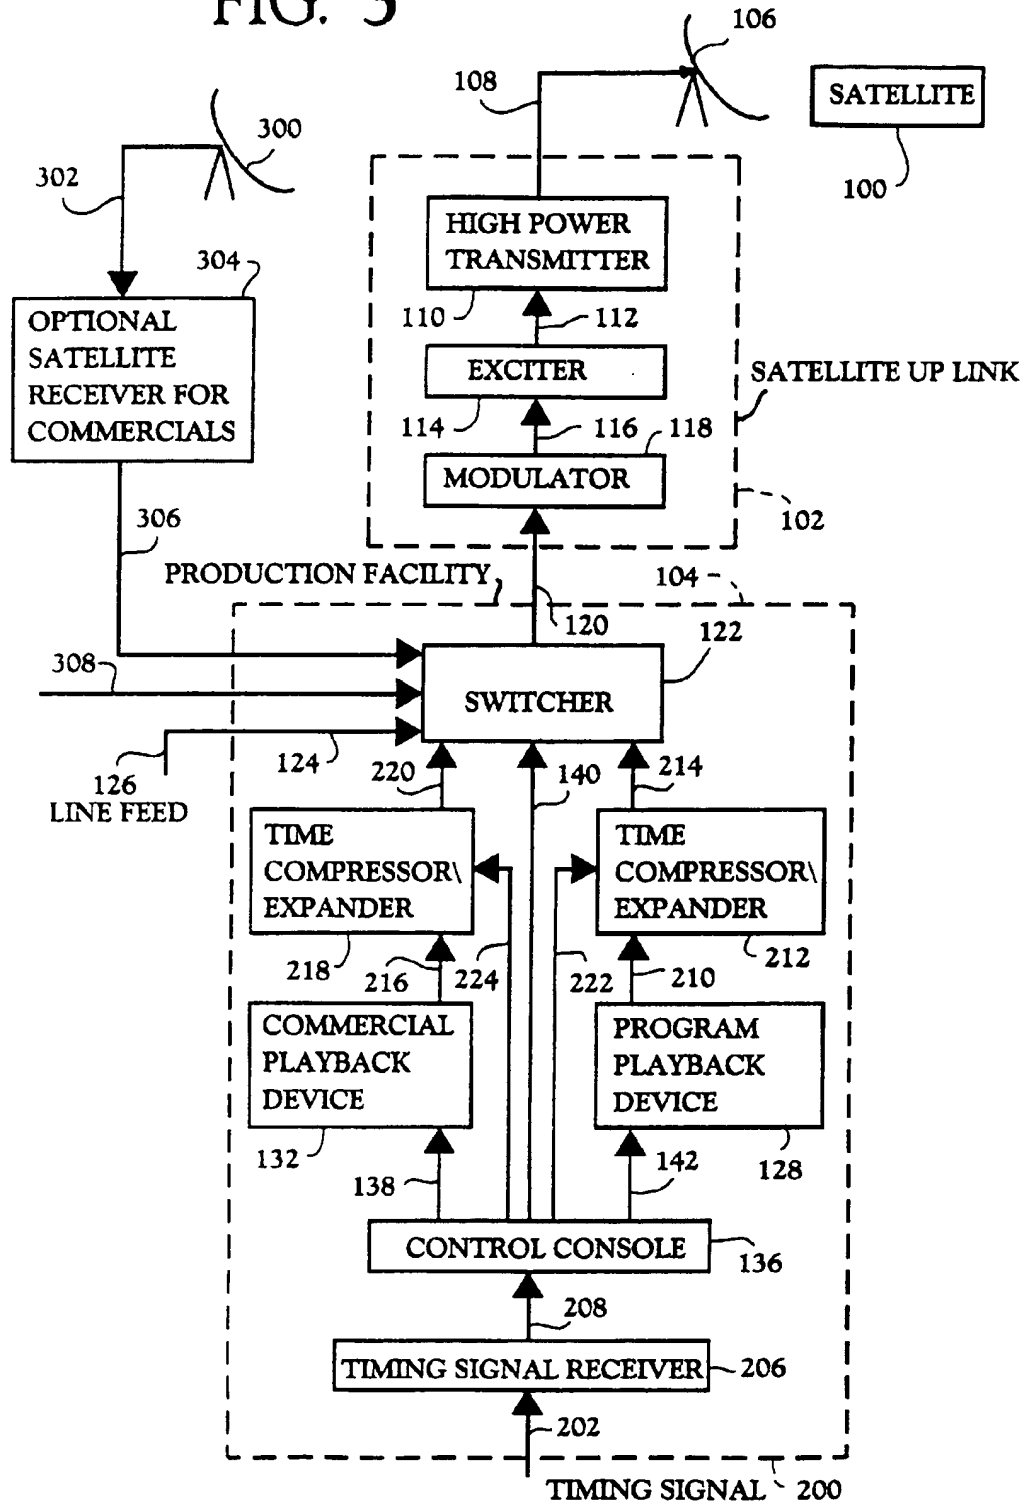 FIG. 3
106
108
SATELLITE
300
302
100
HIGH POWER
TRANSMITTER
304
110
112
OPTIONAL
SATELLITE
RECEIVER FOR
COMMERCIALS
EXCITER
SATELLITE UP LINK
114
116
118
MODULATOR
102
306
PRODUCTION FACILITY
104
120
122
308
SWITCHER
124
126
LINE FEED
220
140
214
TIME
COMPRESSOR\
EXPANDER
TIME
COMPRESSOR\
EXPANDER
218
216
224
222
210
212
COMMERCIAL
PLAYBACK
DEVICE
PROGRAM
PLAYBACK
DEVICE
132
138
142
128
CONTROL CONSOLE
136
208
TIMING SIGNAL RECEIVER
206
202
TIMING SIGNAL
200